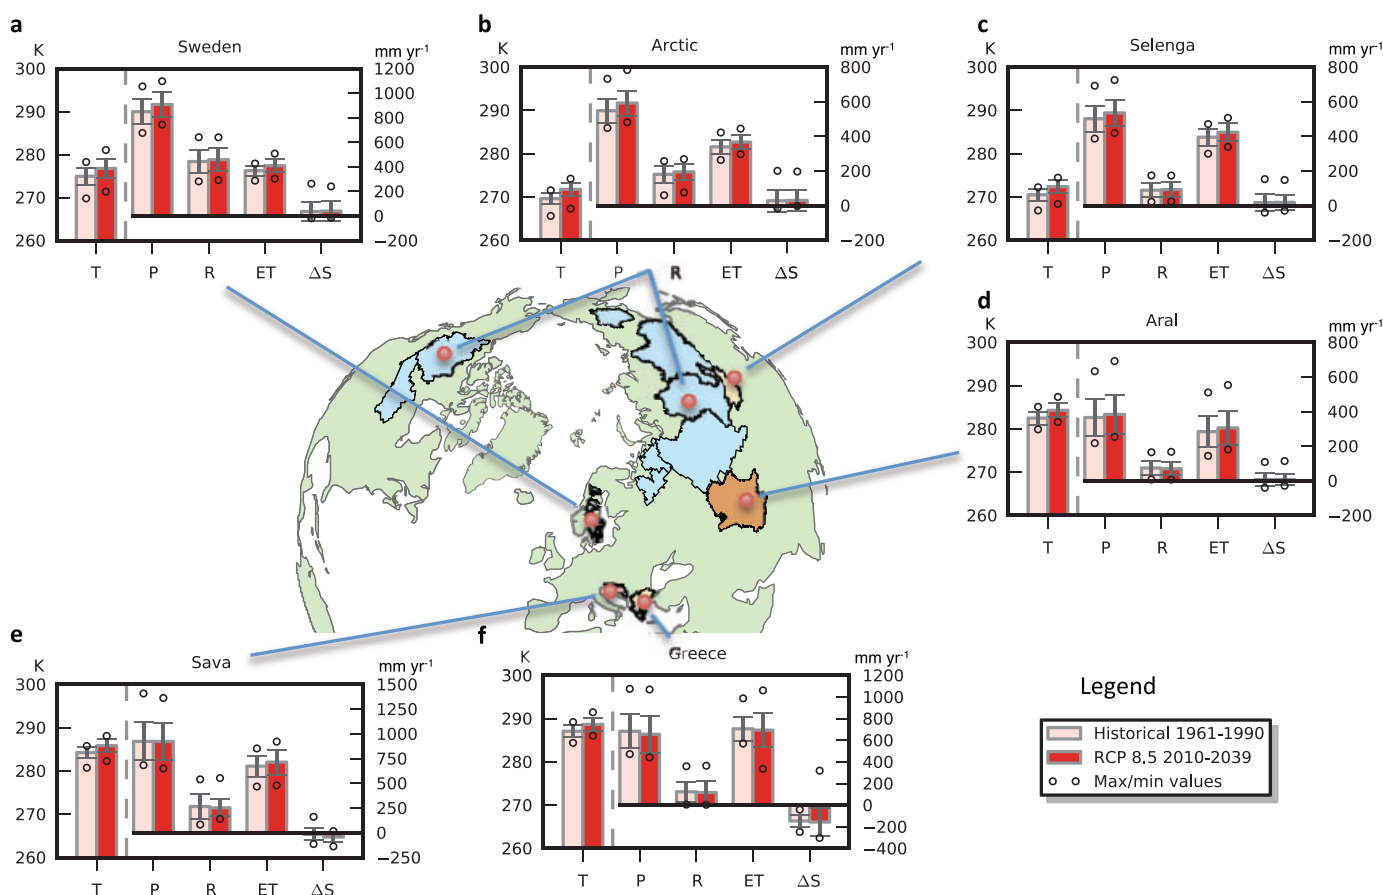 a
Sweden
K
mm yr⁻¹
300
290
280
270
260
1200
1000
800
600
400
200
0
−200
T P R ET ΔS
b
Arctic
K
mm yr⁻¹
300
290
280
270
260
800
600
400
200
0
−200
T P R ET ΔS
c
Selenga
K
mm yr⁻¹
300
290
280
270
260
800
600
400
200
0
−200
T P R ET ΔS
d
Aral
K
300
290
280
270
260
800
600
400
200
0
−200
T P R ET ΔS
e
Sava
K
mm yr⁻¹
300
290
280
270
260
1500
1250
1000
750
500
250
0
−250
T P R ET ΔS
f
G
Greece
K
mm yr⁻¹
300
290
280
270
260
1200
1000
800
600
400
200
0
−200
−400
T P R ET ΔS
Legend
Historical 1961-1990
RCP 8,5 2010-2039
Max/min values